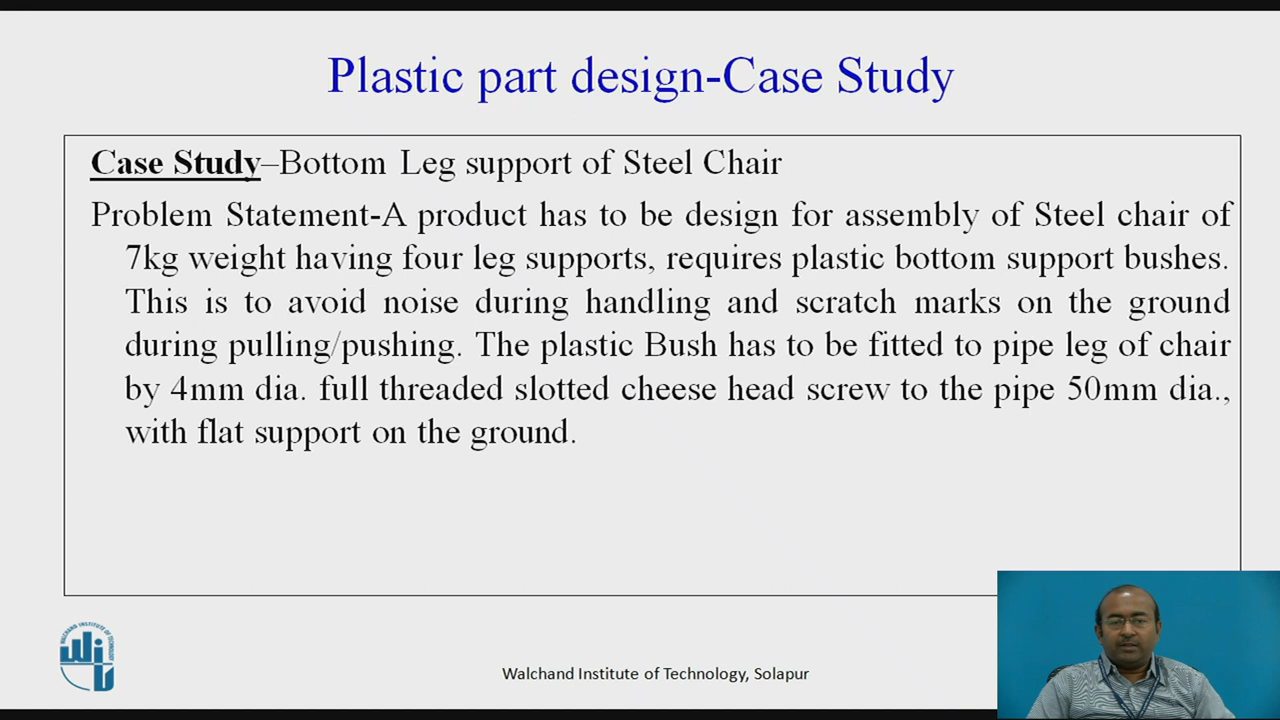 Plastic part design-Case Study
Case Study–Bottom Leg support of Steel Chair
Problem Statement-A product has to be design for assembly of Steel chair of
7kg weight having four leg supports, requires plastic bottom support bushes.
This is to avoid noise during handling and scratch marks on the ground
during pulling/pushing. The plastic Bush has to be fitted to pipe leg of chair
by 4mm dia. full threaded slotted cheese head screw to the pipe 50mm dia.,
with flat support on the ground.
WALCHAND INSTITUTE OF TECHNOLOGY
Walchand Institute of Technology, Solapur